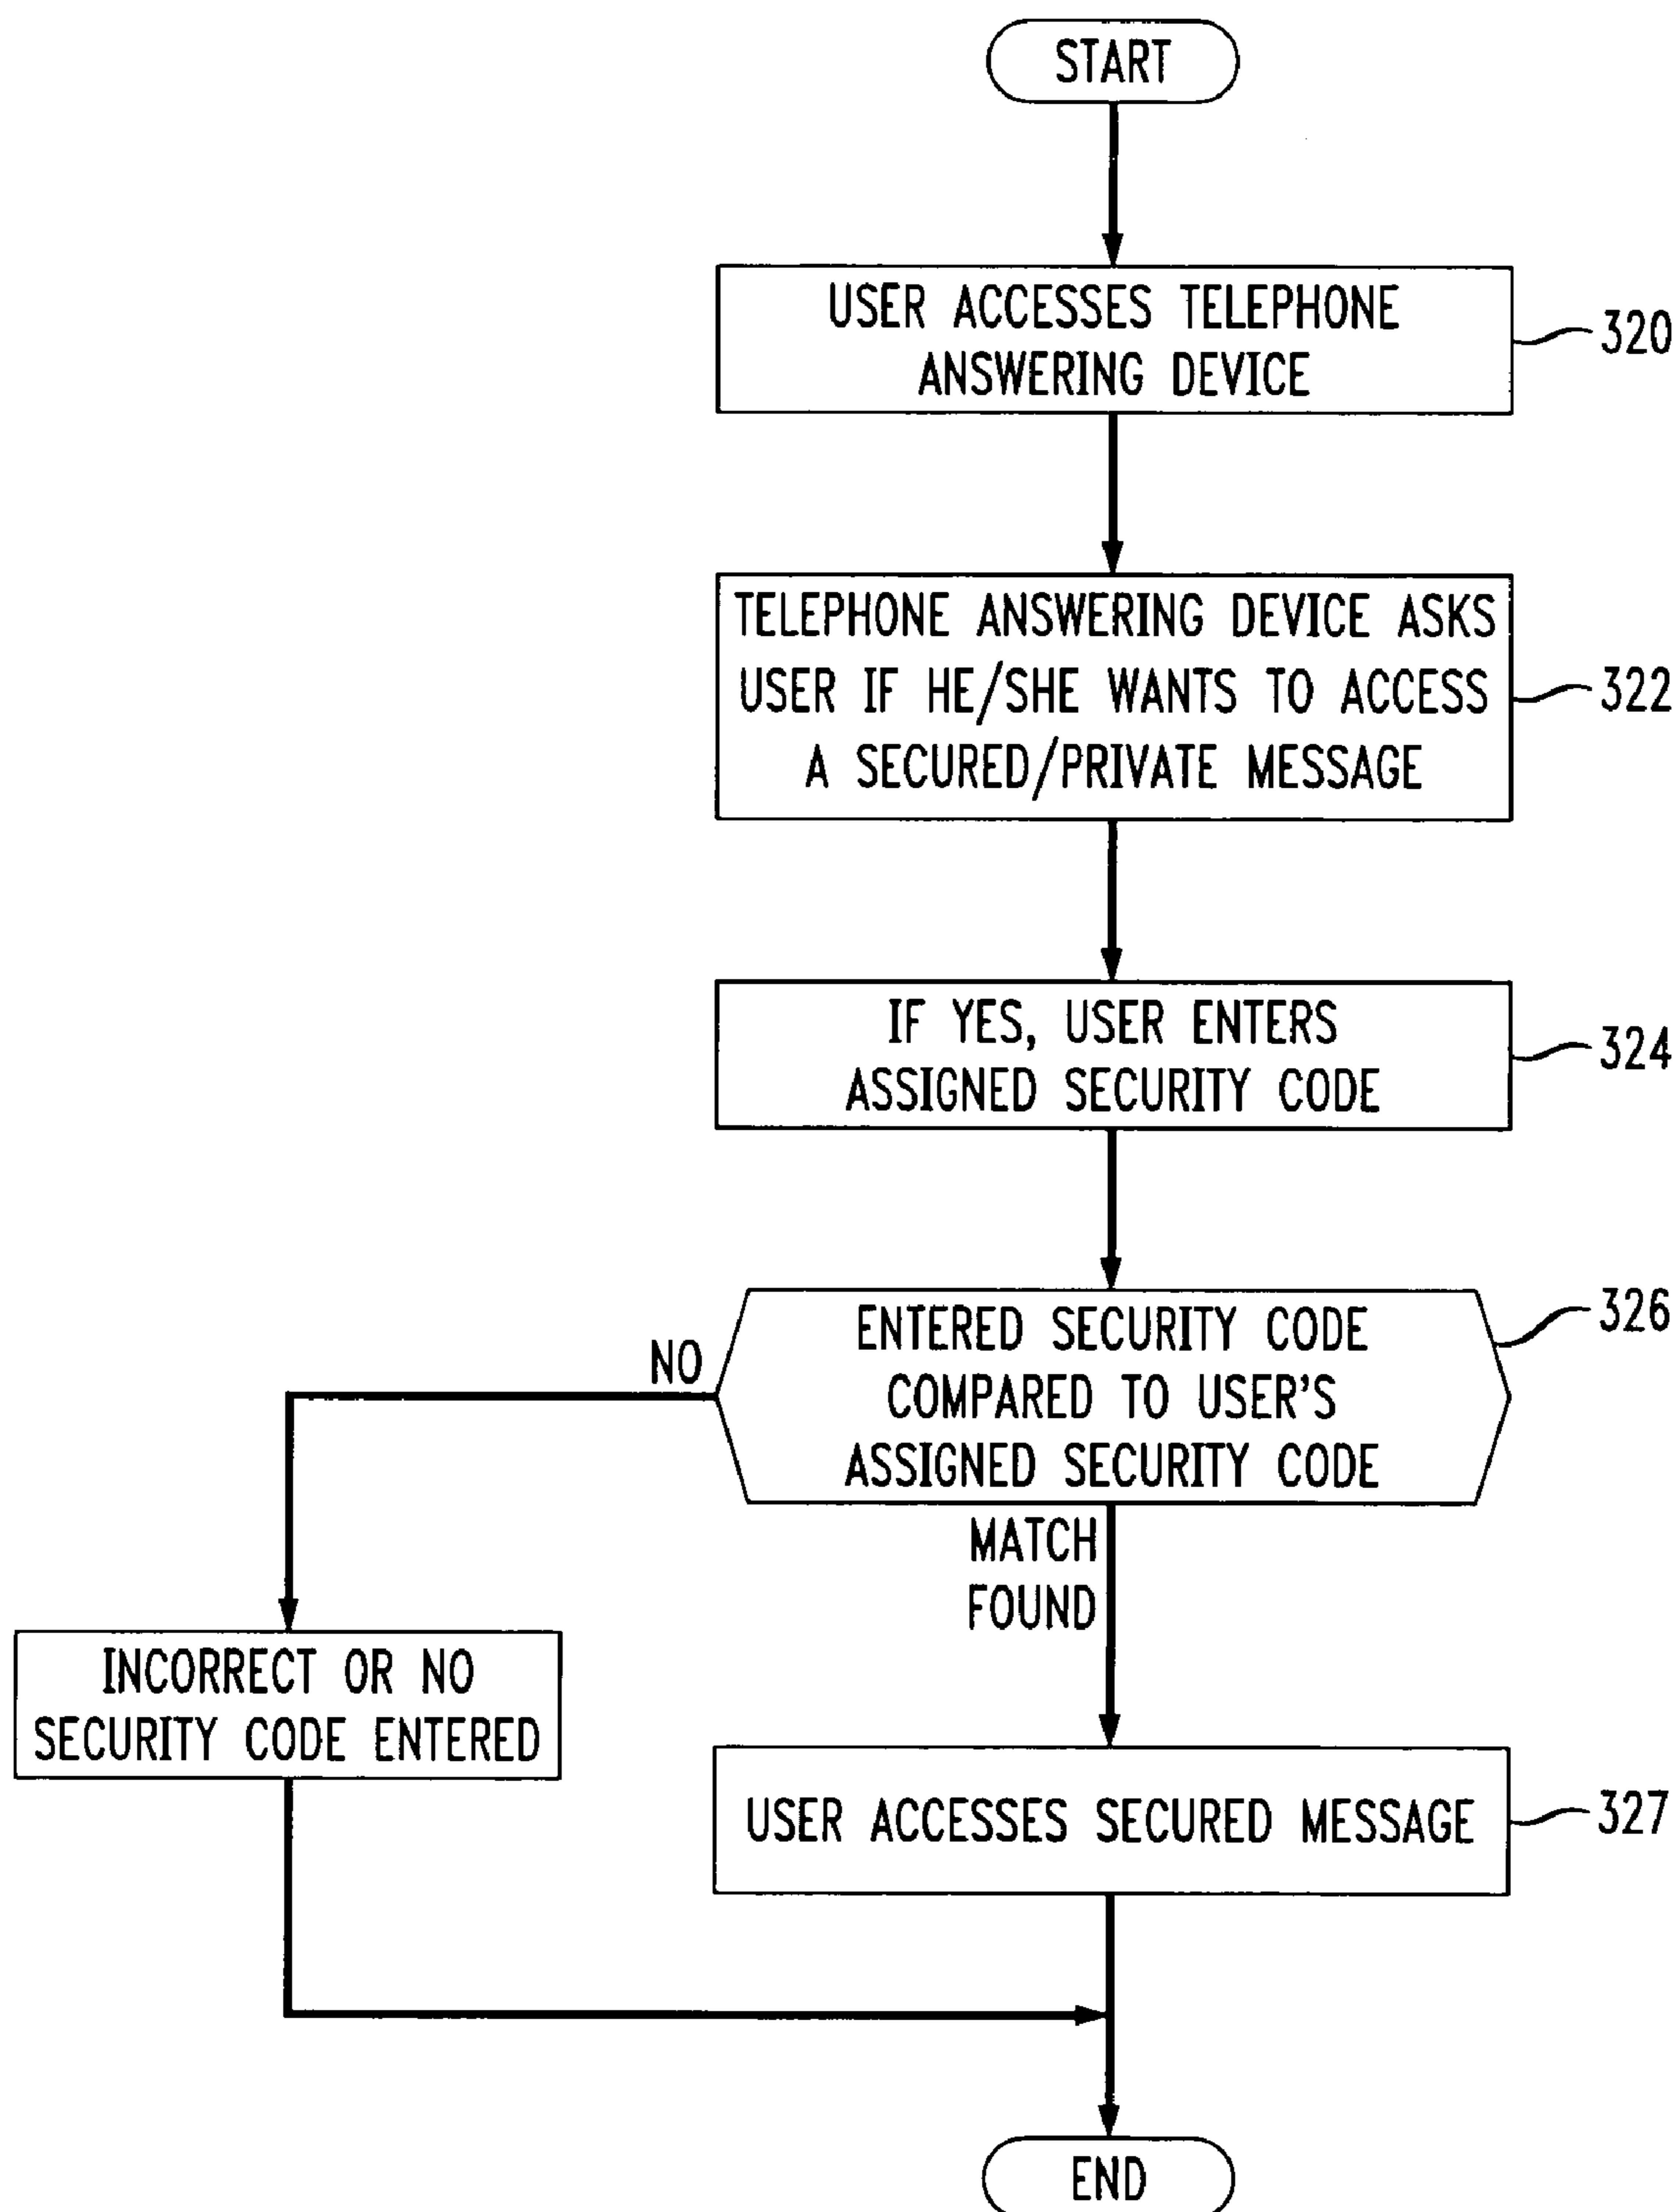 START
USER ACCESSES TELEPHONE
ANSWERING DEVICE
320
TELEPHONE ANSWERING DEVICE ASKS
USER IF HE/SHE WANTS TO ACCESS
A SECURED/PRIVATE MESSAGE
322
IF YES, USER ENTERS
ASSIGNED SECURITY CODE
324
ENTERED SECURITY CODE
COMPARED TO USER'S
ASSIGNED SECURITY CODE
326
NO
MATCH
FOUND
INCORRECT OR NO
SECURITY CODE ENTERED
USER ACCESSES SECURED MESSAGE
327
END